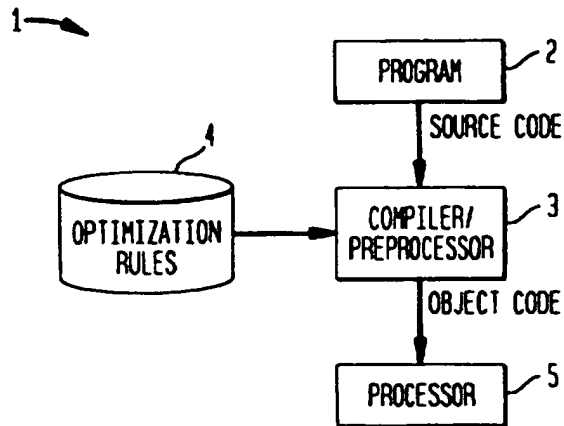 1
PROGRAM
2
SOURCE CODE
4
OPTIMIZATION
RULES
COMPILER/
PREPROCESSOR
3
OBJECT CODE
PROCESSOR
5